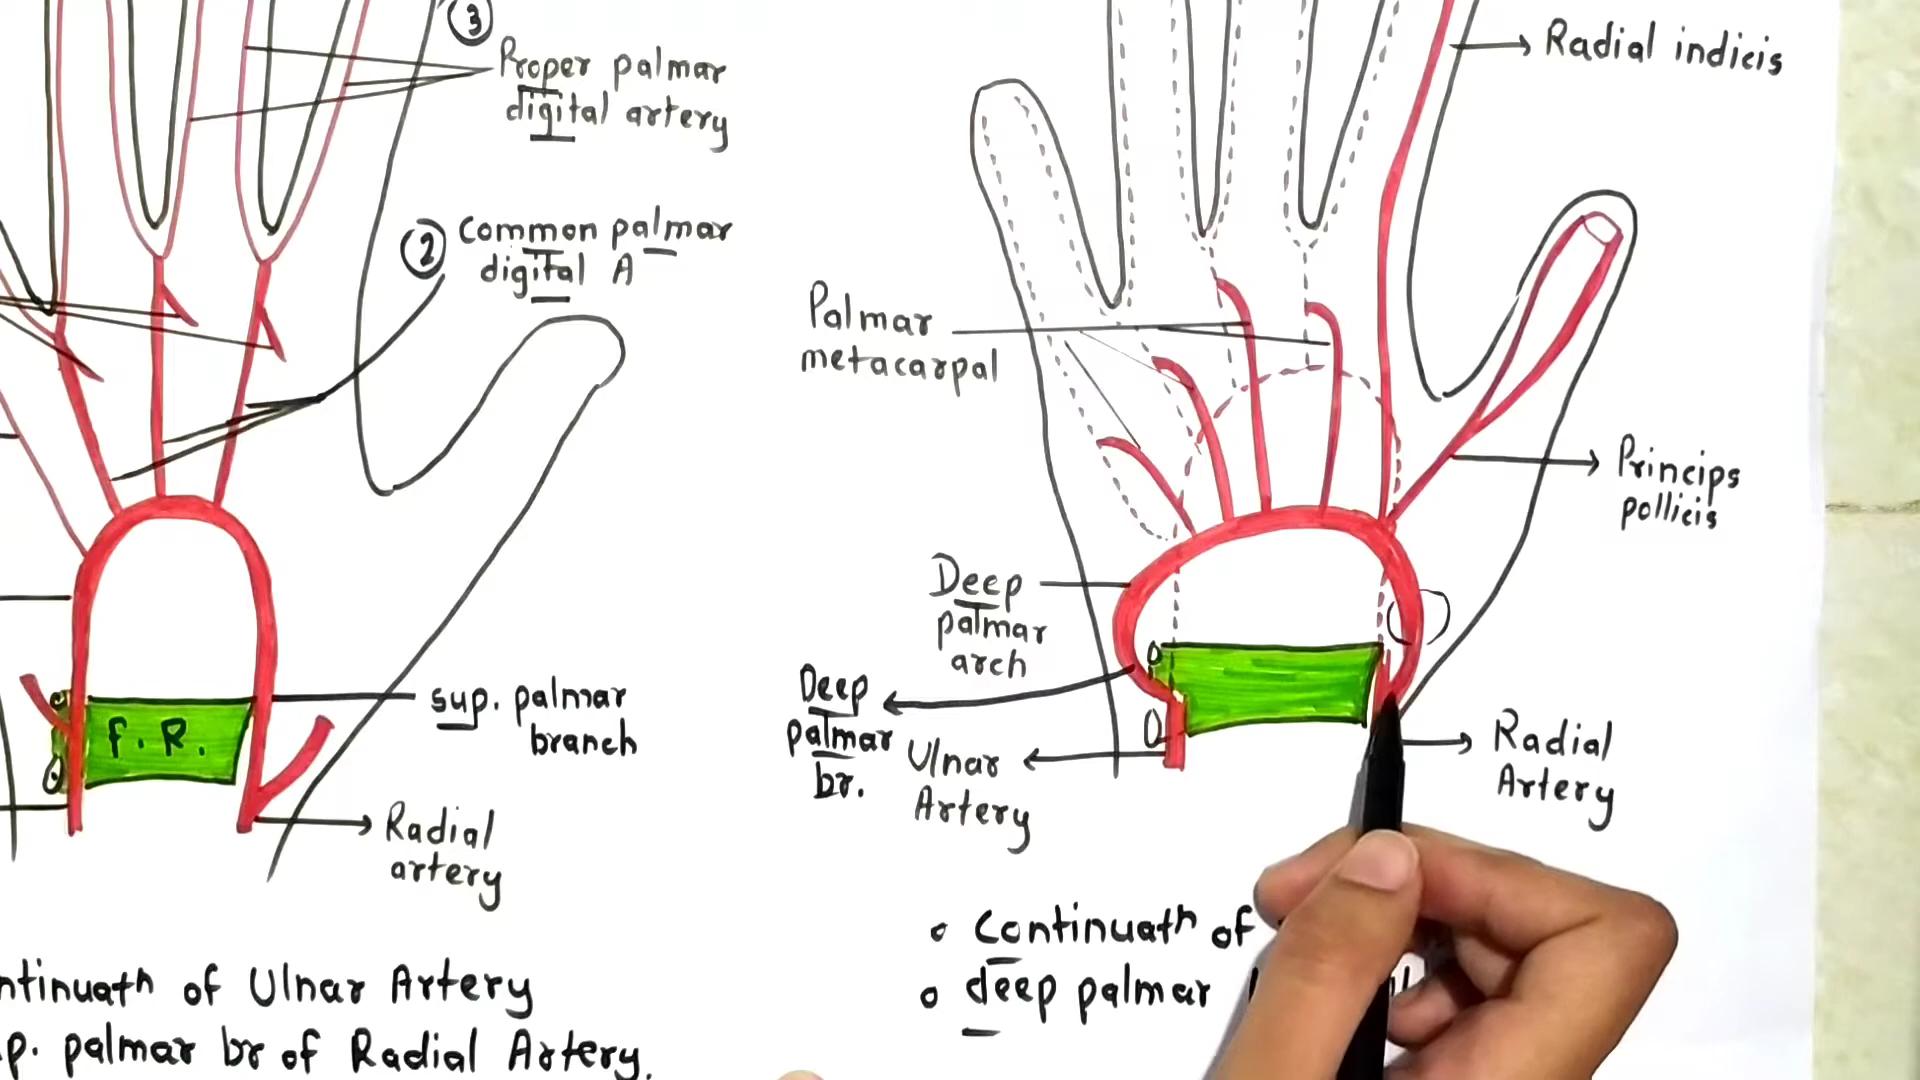 ③
Proper palmar
digital artery
② Common palmar
digital A
F.R.
sup. palmar
branch
Radial
artery
ntinuatⁿ of Ulnar Artery
p. palmar br of Radial Artery.
Radial indicis
Palmar
metacarpal
Princips
pollicis
Deep
palmar
arch
Deep
palmar
br.
Ulnar
Artery
Radial
Artery
Continuatⁿ of
deep palmar